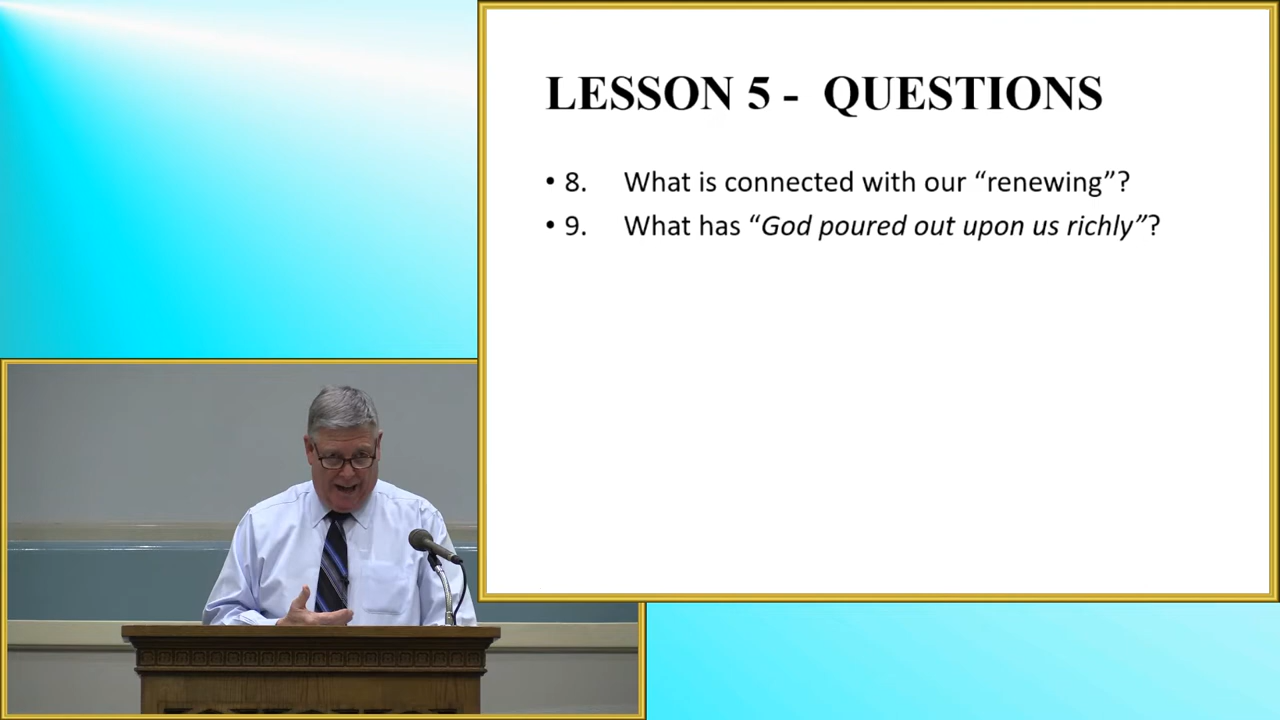 LESSON 5 - QUESTIONS
• 8. What is connected with our “renewing”?
• 9. What has “God poured out upon us richly”?